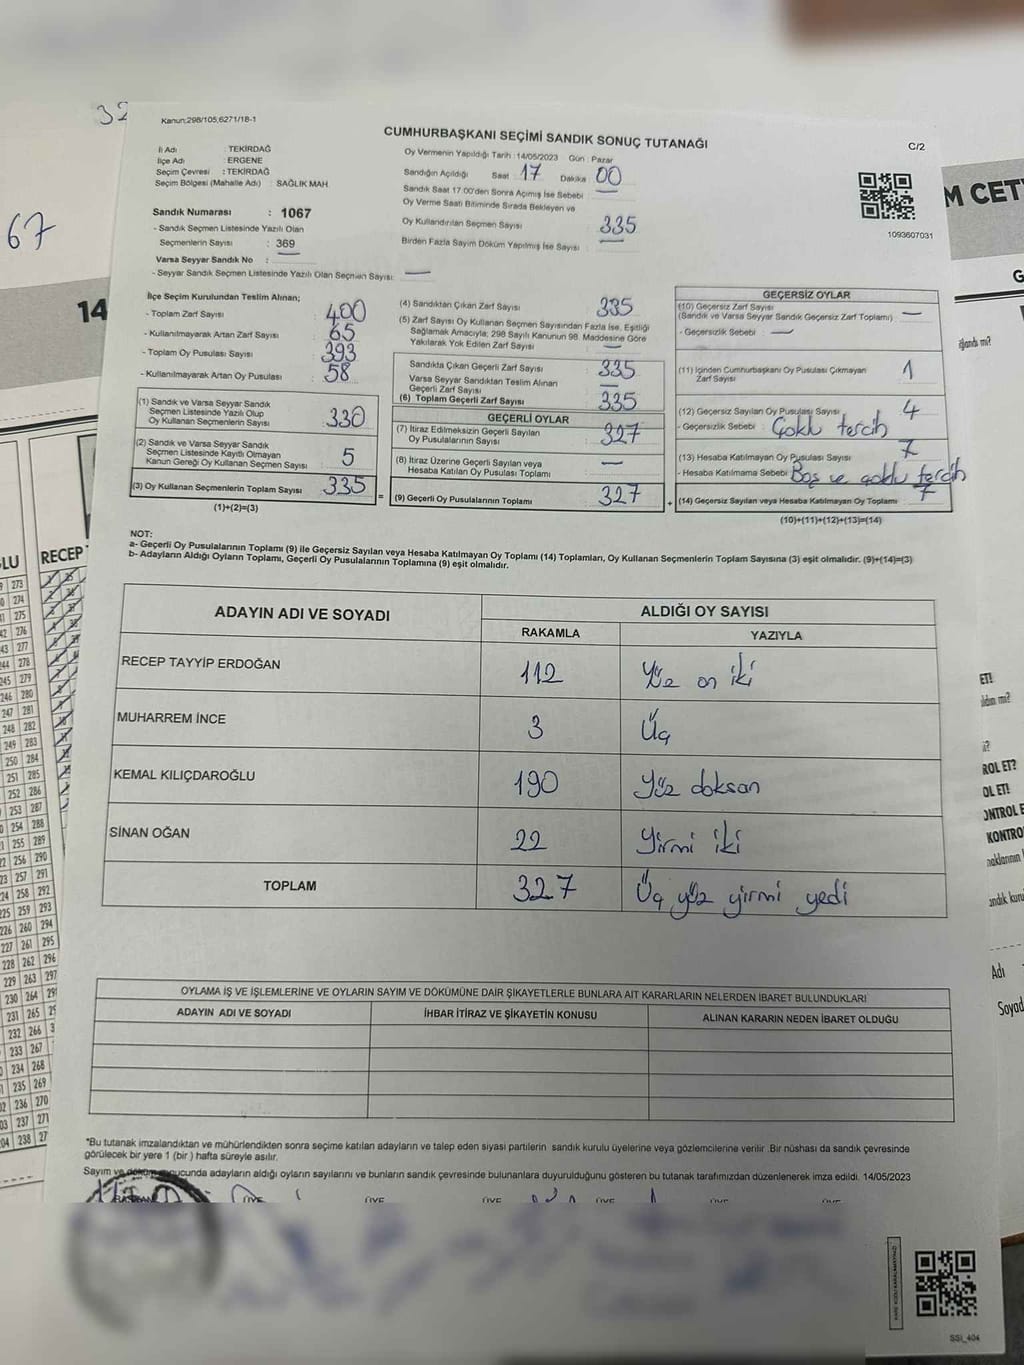 32
67
Kanun:298/105,6271/18-1
CUMHURBAŞKANI SEÇİMİ SANDIK SONUÇ TUTANAĞI
C/2
İl Adı : TEKİRDAĞ
İlçe Adı : ERGENE
Seçim Çevresi : TEKİRDAĞ
Seçim Bölgesi (Mahalle Adı) : SAĞLIK MAH.
Sandık Numarası : 1067
- Sandık Seçmen Listesinde Yazılı Olan
Seçmenlerin Sayısı : 369
Varsa Seyyar Sandık No :
- Seyyar Sandık Seçmen Listesinde Yazılı Olan Seçmen Sayısı: —
Oy Vermenin Yapıldığı Tarih : 14/05/2023 Gün : Pazar
Sandığın Açıldığı Saat : 17 Dakika : 00
Sandık Saat 17:00'den Sonra Açılmış İse Sebebi : —
Oy Verme Saati Bitiminde Sırada Bekleyen ve
Oy Kullandırılan Seçmen Sayısı : 335
Birden Fazla Sayım Döküm Yapılmış İse Sayısı : —
1093607031
İlçe Seçim Kurulundan Teslim Alınan;
- Toplam Zarf Sayısı : 400
- Kullanılmayarak Artan Zarf Sayısı : 65
- Toplam Oy Pusulası Sayısı : 393
- Kullanılmayarak Artan Oy Pusulası : 58
(1) Sandık ve Varsa Seyyar Sandık
Seçmen Listesinde Yazılı Olup
Oy Kullanan Seçmenlerin Sayısı : 330
(2) Sandık ve Varsa Seyyar Sandık
Seçmen Listesinde Kayıtlı Olmayan
Kanun Gereği Oy Kullanan Seçmen Sayısı : 5
(3) Oy Kullanan Seçmenlerin Toplam Sayısı : 335
(1)+(2)=(3)
(4) Sandıktan Çıkan Zarf Sayısı : 335
(5) Zarf Sayısı Oy Kullanan Seçmen Sayısından Fazla İse, Eşitliği
Sağlamak Amacıyla; 298 Sayılı Kanunun 98. Maddesine Göre
Yakılarak Yok Edilen Zarf Sayısı : —
Sandıkta Çıkan Geçerli Zarf Sayısı : 335
Varsa Seyyar Sandıktan Teslim Alınan
Geçerli Zarf Sayısı : —
(6) Toplam Geçerli Zarf Sayısı : 335
GEÇERLİ OYLAR
(7) İtiraz Edilmeksizin Geçerli Sayılan
Oy Pusulalarının Sayısı : 327
(8) İtiraz Üzerine Geçerli Sayılan veya
Hesaba Katılan Oy Pusulası Toplamı : —
= (9) Geçerli Oy Pusulalarının Toplamı : 327
GEÇERSİZ OYLAR
(10) Geçersiz Zarf Sayısı
(Sandık ve Varsa Seyyar Sandık Geçersiz Zarf Toplamı) : —
- Geçersizlik Sebebi : —
(11) İçinden Cumhurbaşkanı Oy Pusulası Çıkmayan
Zarf Sayısı : 1
(12) Geçersiz Sayılan Oy Pusulası Sayısı : 4
- Geçersizlik Sebebi : Çoklu tercih
(13) Hesaba Katılmayan Oy Pusulası Sayısı : 7
- Hesaba Katılmama Sebebi : Boş ve çoklu tercih
+ (14) Geçersiz Sayılan veya Hesaba Katılmayan Oy Toplamı : 7
(10)+(11)+(12)+(13)=(14)
NOT:
a- Geçerli Oy Pusulalarının Toplamı (9) ile Geçersiz Sayılan veya Hesaba Katılmayan Oy Toplamı (14) Toplamları, Oy Kullanan Seçmenlerin Toplam Sayısına (3) eşit olmalıdır. (9)+(14)=(3)
b- Adayların Aldığı Oyların Toplamı, Geçerli Oy Pusulalarının Toplamına (9) eşit olmalıdır.
ADAYIN ADI VE SOYADI ALDIĞI OY SAYISI
RAKAMLA YAZIYLA
RECEP TAYYİP ERDOĞAN 112 Yüz on iki
MUHARREM İNCE 3 Üç
KEMAL KILIÇDAROĞLU 190 Yüz doksan
SİNAN OĞAN 22 Yirmi iki
TOPLAM 327 Üç yüz yirmi yedi
OYLAMA İŞ VE İŞLEMLERİNE VE OYLARIN SAYIM VE DÖKÜMÜNE DAİR ŞİKAYETLERLE BUNLARA AİT KARARLARIN NELERDEN İBARET BULUNDUKLARI
ADAYIN ADI VE SOYADI İHBAR İTİRAZ VE ŞİKAYETİN KONUSU ALINAN KARARIN NEDEN İBARET OLDUĞU
*Bu tutanak imzalandıktan ve mühürlendikten sonra seçime katılan adayların ve talep eden siyasi partilerin sandık kurulu üyelerine veya gözlemcilerine verilir. Bir nüshası da sandık çevresinde
görülecek bir yere 1 (bir) hafta süreyle asılır.
Sayım ve döküm sonucunda adayların aldığı oyların sayılarını ve bunların sandık çevresinde bulunanlara duyurulduğunu gösteren bu tutanak tarafımızdan düzenlenerek imza edildi. 14/05/2023
SSİ_404
14
RECEP
M CET
KONTRO
Adı
Soyad